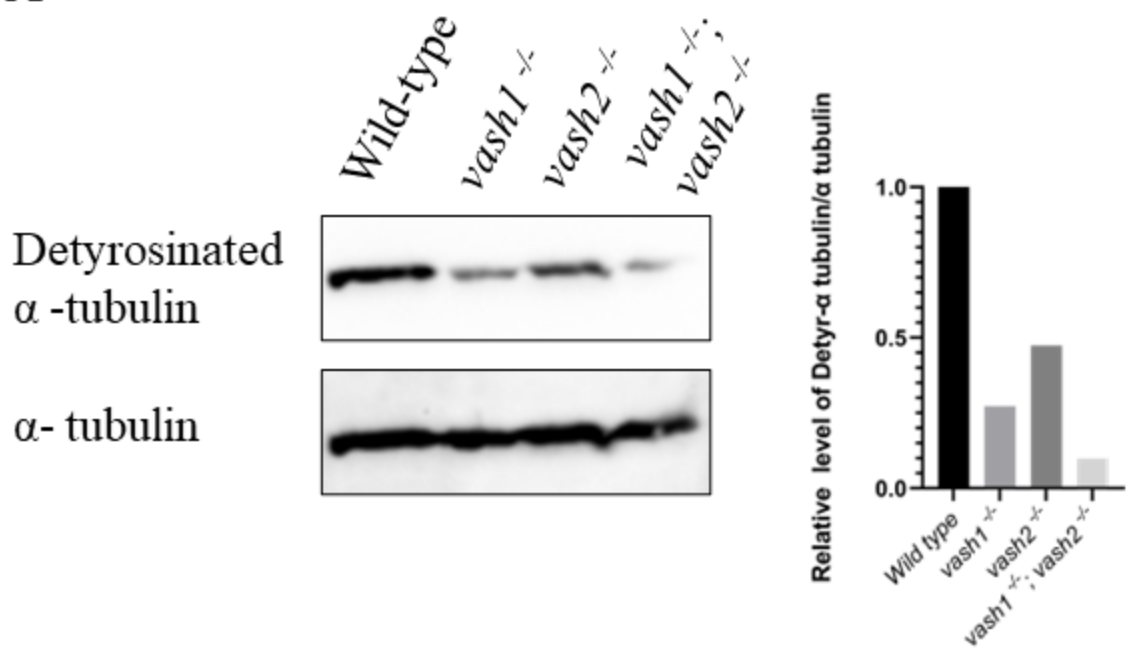 Wild-type
vash1 -/-
vash2 -/-
vash1 -/-;
vash2 -/-
Detyrosinated
α -tubulin
α- tubulin
Relative level of Detyr-α tubulin/α tubulin
1.0
0.5
0.0
Wild type
vash1 -/-
vash2 -/-
vash1 -/-; vash2 -/-